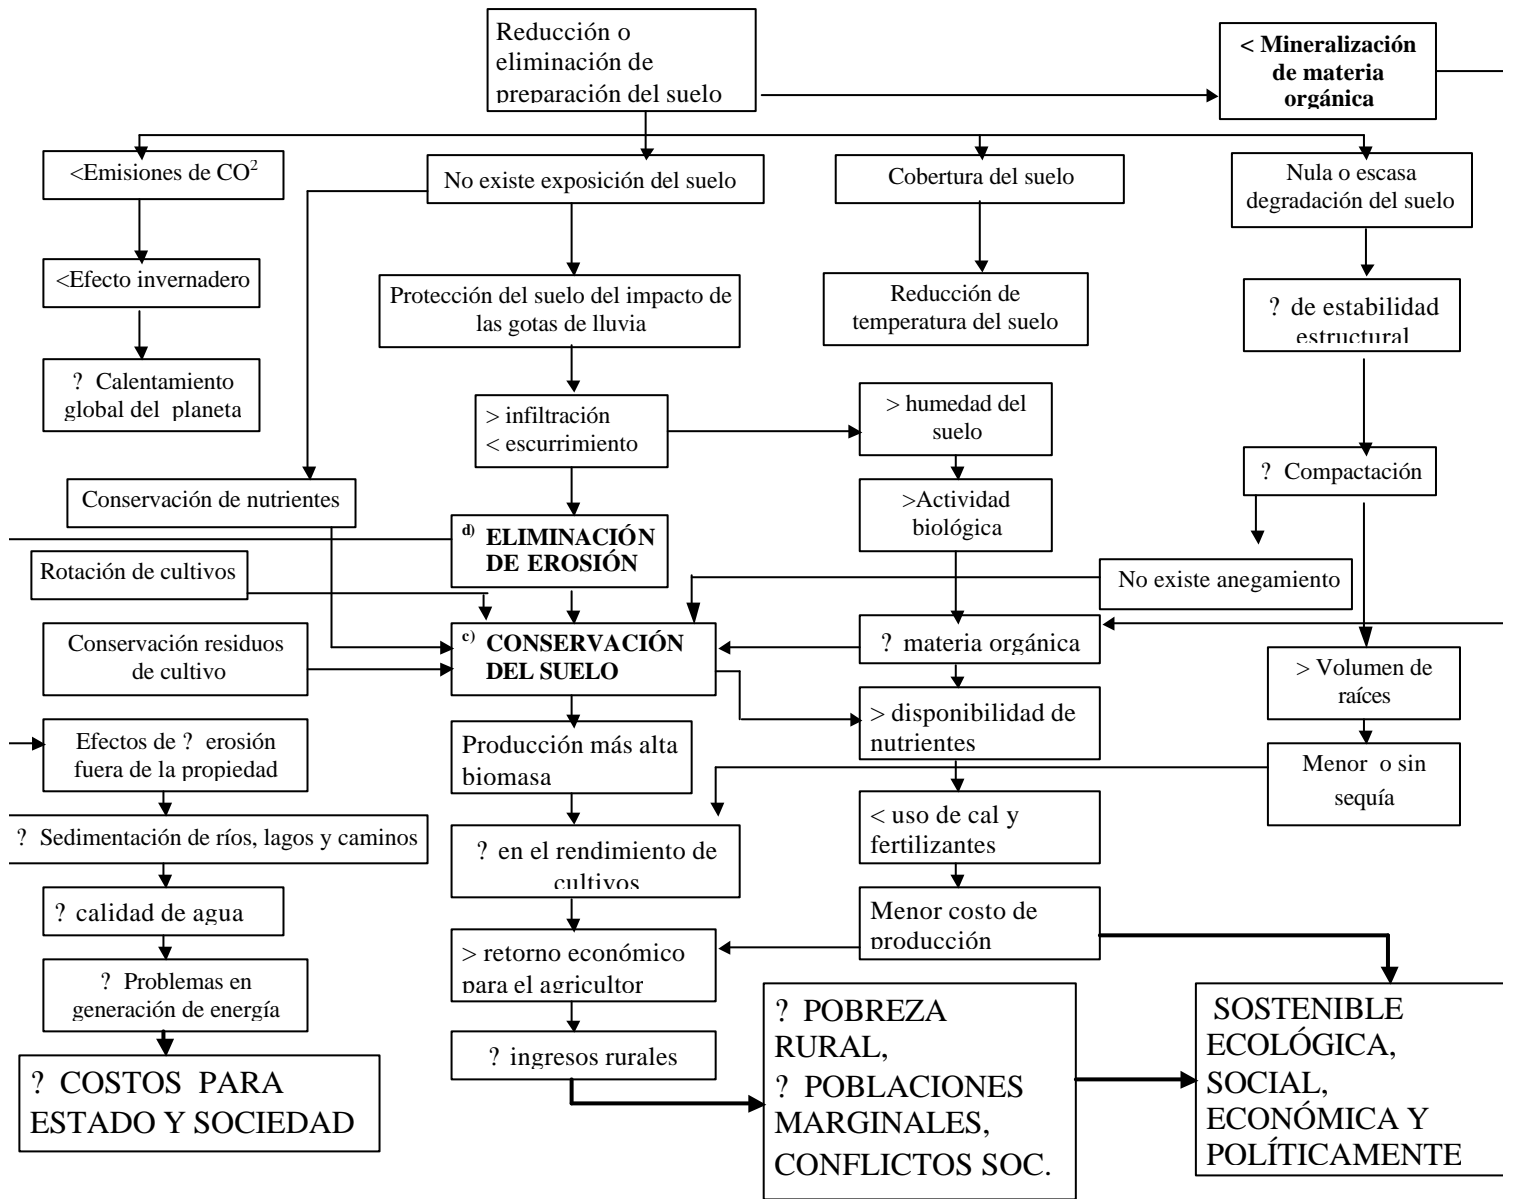 Reducción o
eliminación de
preparación del suelo
< Mineralización
de materia
orgánica
<Emisiones de CO²
No existe exposición del suelo
Cobertura del suelo
Nula o escasa
degradación del suelo
<Efecto invernadero
Protección del suelo del impacto de
las gotas de lluvia
Reducción de
temperatura del suelo
? de estabilidad
estructural
? Calentamiento
global del planeta
> infiltración
< escurrimiento
> humedad del
suelo
? Compactación
Conservación de nutrientes
>Actividad
biológica
d) ELIMINACIÓN
DE EROSIÓN
Rotación de cultivos
No existe anegamiento
Conservación residuos
de cultivo
c) CONSERVACIÓN
DEL SUELO
? materia orgánica
> Volumen de
raíces
> disponibilidad de
nutrientes
Efectos de ? erosión
fuera de la propiedad
Producción más alta
biomasa
Menor o sin
sequía
? Sedimentación de ríos, lagos y caminos
< uso de cal y
fertilizantes
? en el rendimiento de
cultivos
? calidad de agua
Menor costo de
producción
> retorno económico
para el agricultor
? Problemas en
generación de energía
? ingresos rurales
? COSTOS PARA
ESTADO Y SOCIEDAD
? POBREZA
RURAL,
? POBLACIONES
MARGINALES,
CONFLICTOS SOC.
SOSTENIBLE
ECOLÓGICA,
SOCIAL,
ECONÓMICA Y
POLÍTICAMENTE